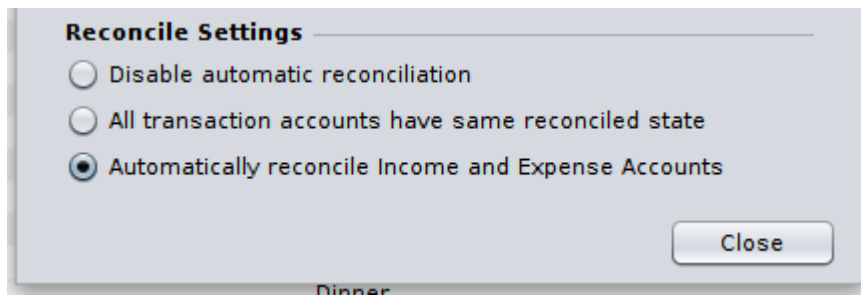 Reconcile Settings
Disable automatic reconciliation
All transaction accounts have same reconciled state
Automatically reconcile Income and Expense Accounts
Close
Dinner